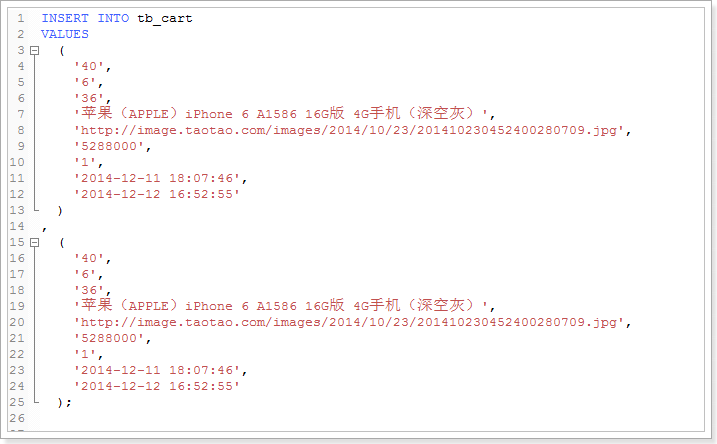 1 INSERT INTO tb_cart
2 VALUES
3 (
4 '40',
5 '6',
6 '36',
7 '苹果（APPLE）iPhone 6 A1586 16G版 4G手机（深空灰）',
8 'http://image.taotao.com/images/2014/10/23/201410230452400280709.jpg',
9 '5288000',
10 '1',
11 '2014-12-11 18:07:46',
12 '2014-12-12 16:52:55'
13 )
14 ,
15 (
16 '40',
17 '6',
18 '36',
19 '苹果（APPLE）iPhone 6 A1586 16G版 4G手机（深空灰）',
20 'http://image.taotao.com/images/2014/10/23/201410230452400280709.jpg',
21 '5288000',
22 '1',
23 '2014-12-11 18:07:46',
24 '2014-12-12 16:52:55'
25 );
26